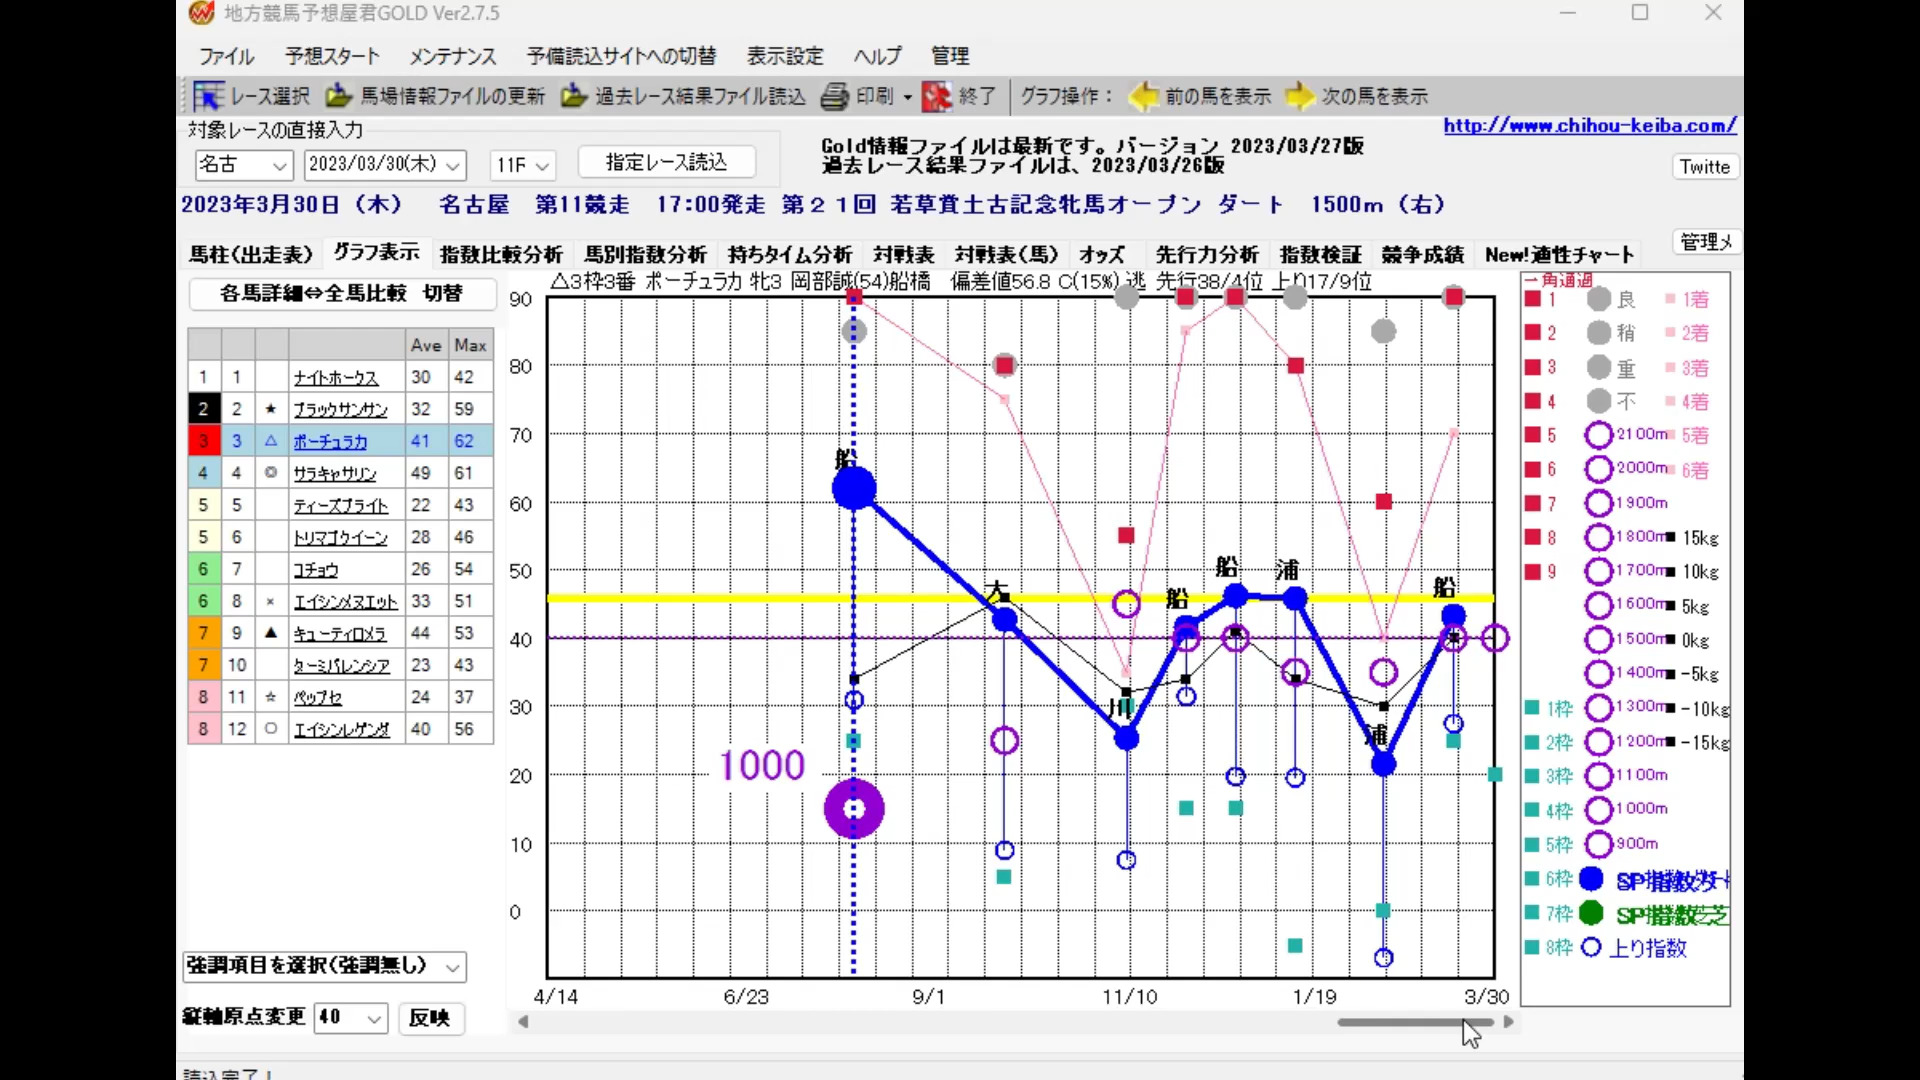 地方競馬予想屋君GOLD Ver2.7.5
ファイル 予想スタート メンテナンス 予備読込サイトへの切替 表示設定 ヘルプ 管理
レース選択 馬場情報ファイルの更新 過去レース結果ファイル読込 印刷 終了 グラフ操作： 前の馬を表示 次の馬を表示
対象レースの直接入力
http://www.chihou-keiba.com/
名古 2023/03/30(木) 11F 指定レース読込
Gold情報ファイルは最新です。バージョン 2023/03/27版
過去レース結果ファイルは、2023/03/26版
Twitte
2023年3月30日（木） 名古屋 第11競走 17:00発走 第２１回 若草賞土古記念牝馬オープン ダート 1500m（右）
管理メ
馬柱(出走表) グラフ表示 指数比較分析 馬別指数分析 持ちタイム分析 対戦表 対戦表(馬) オッズ 先行力分析 指数検証 競争成績 New!適性チャート
各馬詳細⇔全馬比較 切替
△3枠3番 ポーチュラカ 牝3 岡部誠(54)船橋 偏差値56.8 C(15%) 逃 先行38/4位 上り17/9位
Ave Max
1 1 ナイトホークス 30 42
2 2 ★ ブラックサンサン 32 59
3 3 △ ポーチュラカ 41 62
4 4 ◎ サラキャサリン 49 61
5 5 ティーズブライト 22 43
5 6 トリマゴクイーン 28 46
6 7 コチョウ 26 54
6 8 × エイシンメヌエット 33 51
7 9 ▲ キューティロメラ 44 53
7 10 タニミバレンシア 23 43
8 11 ☆ ペップセ 24 37
8 12 ○ エイシンレゲンダ 40 56
90
80
70
60
50
40
30
20
10
0
船 大 川 船 船 浦 浦 船
1000
4/14 6/23 9/1 11/10 1/19 3/30
一角通過
1 良 1着
2 稍 2着
3 重 3着
4 不 4着
5 2100m 5着
6 2000m 6着
7 1900m
8 1800m 15kg
9 1700m 10kg
1600m 5kg
1500m 0kg
1400m -5kg
1枠 1300m -10kg
2枠 1200m -15kg
3枠 1100m
4枠 1000m
5枠 900m
6枠 SP指数
7枠 SP指数芝
8枠 上り指数
強調項目を選択(強調無し)
縦軸原点変更 40 反映
読込完了！